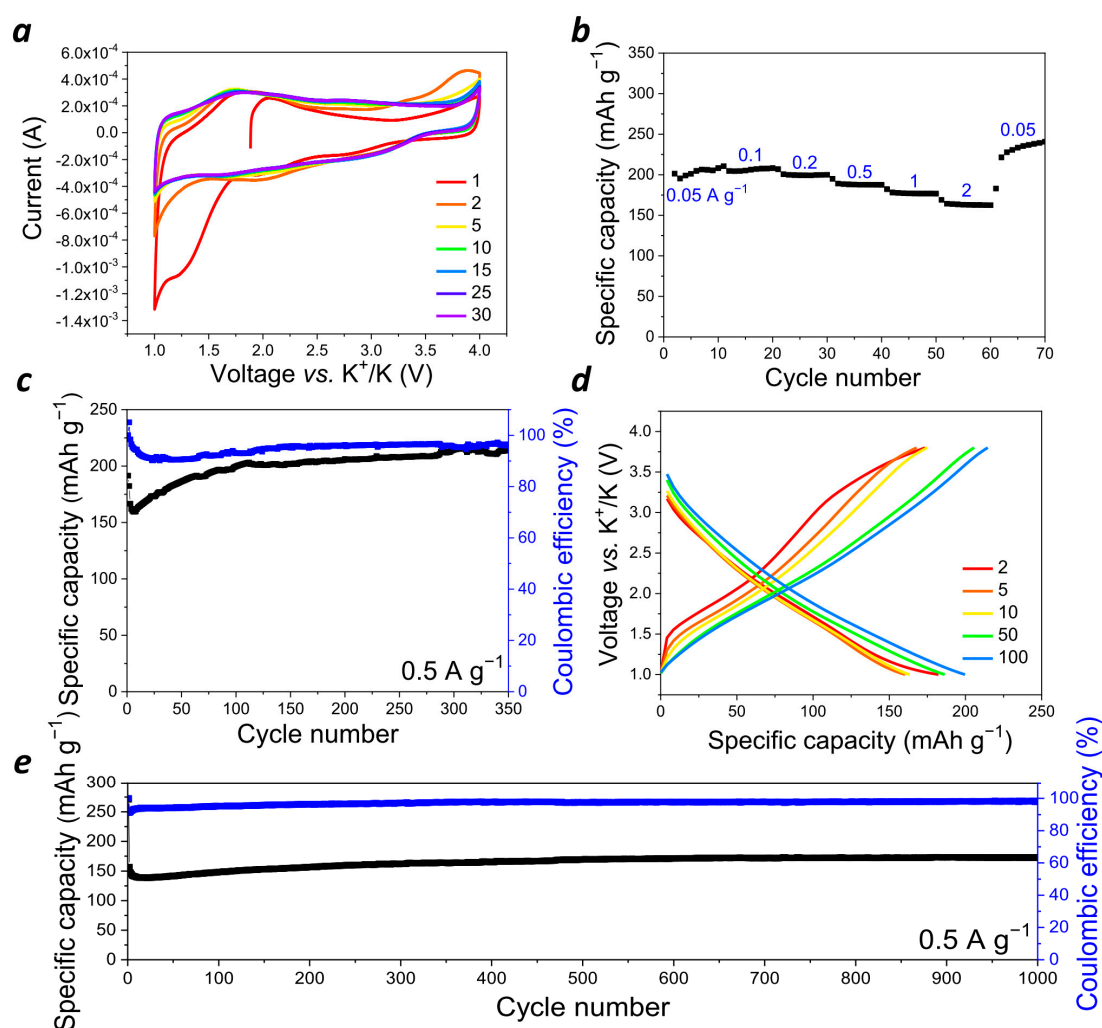 a
6.0x10⁻⁴
4.0x10⁻⁴
2.0x10⁻⁴
0.0
-2.0x10⁻⁴
-4.0x10⁻⁴
-6.0x10⁻⁴
-8.0x10⁻⁴
-1.0x10⁻³
-1.2x10⁻³
-1.4x10⁻³
Current (A)
1
2
5
10
15
25
30
1.0 1.5 2.0 2.5 3.0 3.5 4.0
Voltage vs. K⁺/K (V)
b
350
300
250
200
150
100
50
0
Specific capacity (mAh g⁻¹)
0.05 A g⁻¹
0.1
0.2
0.5
1
2
0.05
0 10 20 30 40 50 60 70
Cycle number
c
250
200
150
100
50
0
Specific capacity (mAh g⁻¹)
100
80
60
40
20
0
Coulombic efficiency (%)
0.5 A g⁻¹
0 50 100 150 200 250 300 350
Cycle number
d
4.0
3.5
3.0
2.5
2.0
1.5
1.0
Voltage vs. K⁺/K (V)
2
5
10
50
100
0 50 100 150 200 250
Specific capacity (mAh g⁻¹)
e
300
250
200
150
100
50
0
Specific capacity (mAh g⁻¹)
100
80
60
40
20
0
Coulombic efficiency (%)
0.5 A g⁻¹
0 100 200 300 400 500 600 700 800 900 1000
Cycle number